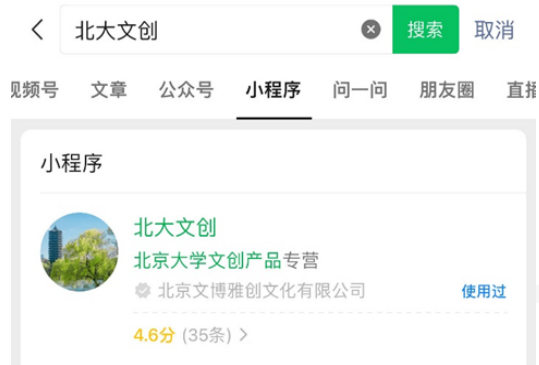 北大文创 搜索 取消
视频号 文章 公众号 小程序 问一问 朋友圈 直播
小程序
北大文创
北京大学文创产品专营
北京文博雅创文化有限公司 使用过
4.6分 (35条)